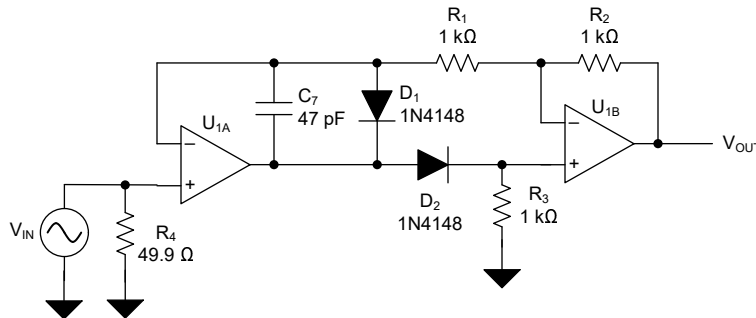 R1
1 kΩ
R2
1 kΩ
C7
47 pF
D1
1N4148
U1A
U1B
−
+
−
+
VOUT
VIN
R4
49.9 Ω
D2
1N4148
R3
1 kΩ